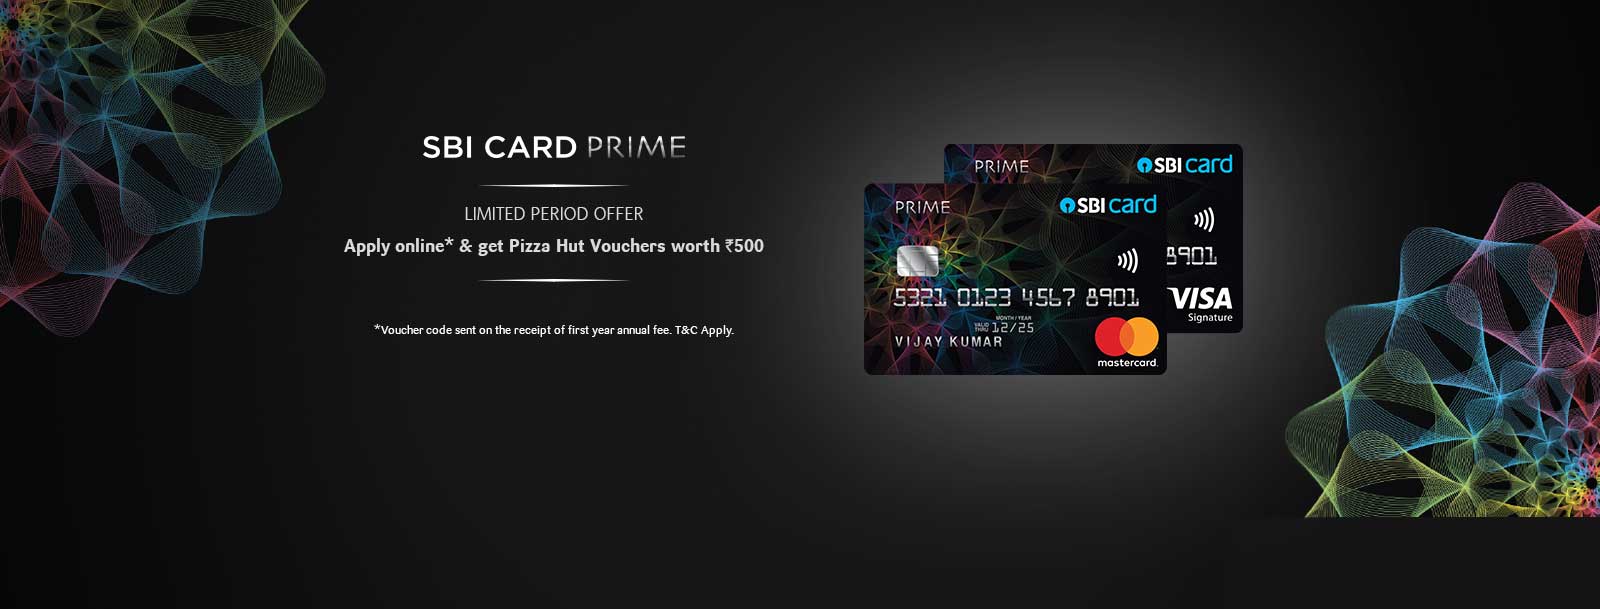 SBI CARD PRIME
LIMITED PERIOD OFFER
Apply online* & get Pizza Hut Vouchers worth ₹500
*Voucher code sent on the receipt of first year annual fee. T&C Apply.
PRIME
SBI card
8901
VISA
Signature
PRIME
SBI card
5321 0123 4567 8901
MONTH/YEAR
VALID THRU 12/25
VIJAY KUMAR
mastercard.